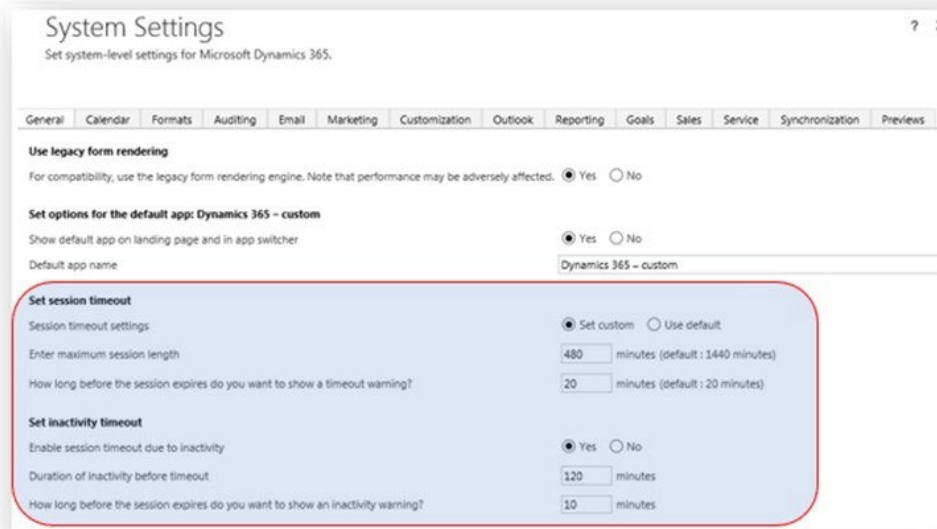 System Settings
?
Set system-level settings for Microsoft Dynamics 365.
General Calendar Formats Auditing Email Marketing Customization Outlook Reporting Goals Sales Service Synchronization Previews
Use legacy form rendering
For compatibility, use the legacy form rendering engine. Note that performance may be adversely affected. Yes No
Set options for the default app: Dynamics 365 – custom
Show default app on landing page and in app switcher Yes No
Default app name Dynamics 365 – custom
Set session timeout
Session timeout settings Set custom Use default
Enter maximum session length 480 minutes (default : 1440 minutes)
How long before the session expires do you want to show a timeout warning? 20 minutes (default : 20 minutes)
Set inactivity timeout
Enable session timeout due to inactivity Yes No
Duration of inactivity before timeout 120 minutes
How long before the session expires do you want to show an inactivity warning? 10 minutes